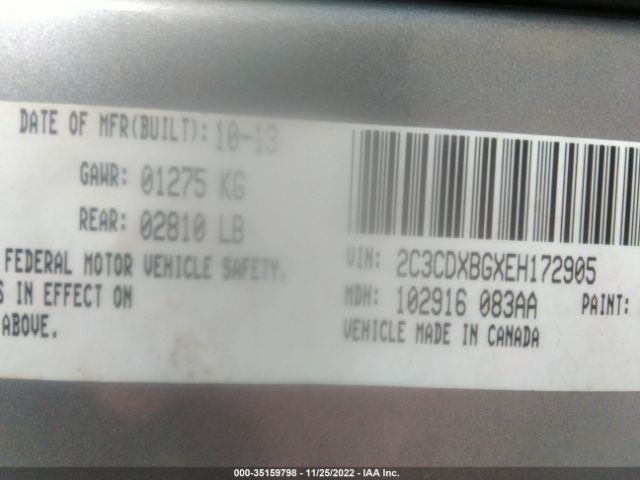 DATE OF MFR(BUILT): 10-13
GAWR: 01275 KG
REAR: 02810 LB
FEDERAL MOTOR VEHICLE SAFETY.
S IN EFFECT ON
ABOVE.
VIN: 2C3CDXBGXEH172905
MDH: 102916 083AA PAINT:
VEHICLE MADE IN CANADA
000-35159798 - 11/25/2022 - IAA Inc.